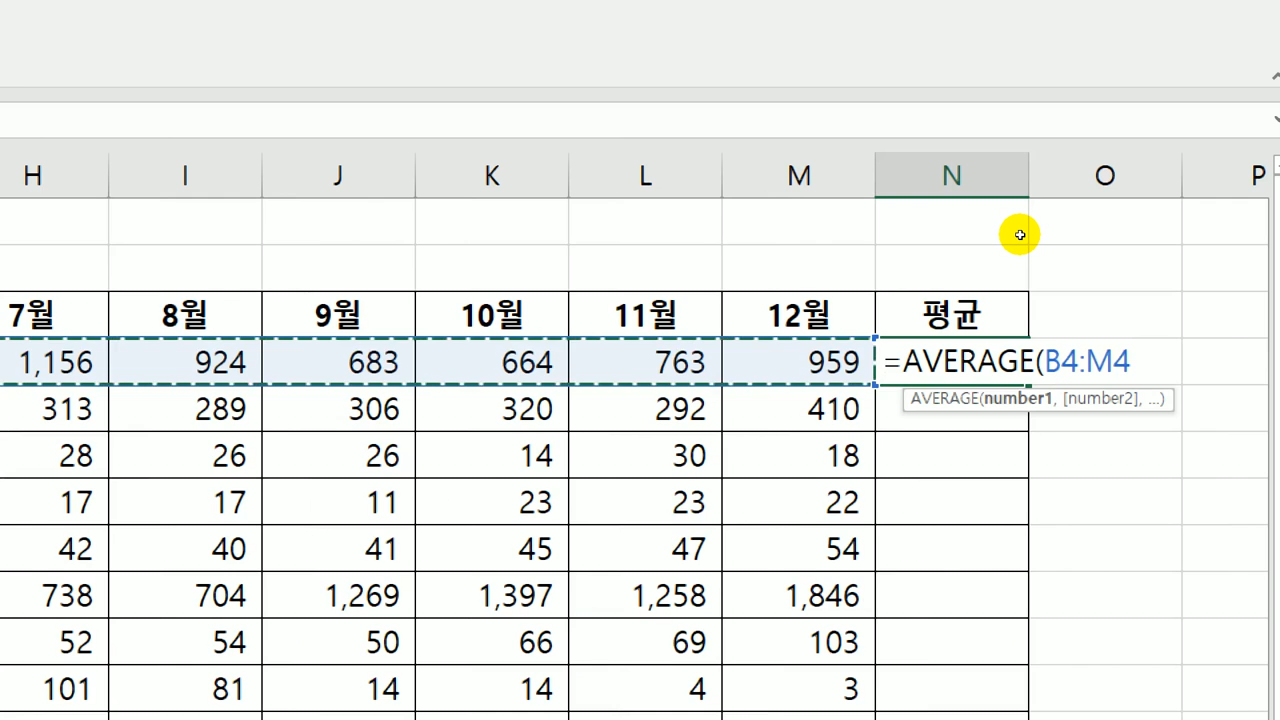 H I J K L M N O P
7월 8월 9월 10월 11월 12월 평균
1,156 924 683 664 763 959 =AVERAGE(B4:M4
AVERAGE(number1, [number2], ...)
313 289 306 320 292 410
28 26 26 14 30 18
17 17 11 23 23 22
42 40 41 45 47 54
738 704 1,269 1,397 1,258 1,846
52 54 50 66 69 103
101 81 14 14 4 3